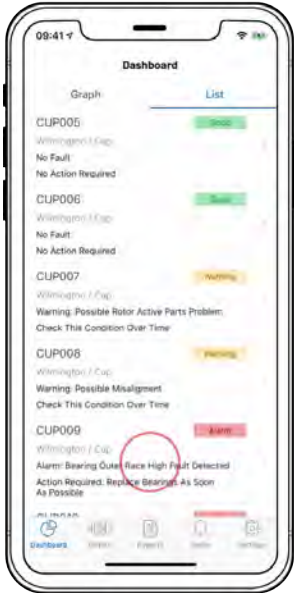 09:41
Dashboard
Graph List
CUP005 Good
Wilmington / Cup
No Fault
No Action Required
CUP006 Good
Wilmington / Cup
No Fault
No Action Required
CUP007 Warning
Wilmington / Cup
Warning: Possible Rotor Active Parts Problem
Check This Condition Over Time
CUP008 Warning
Wilmington / Cup
Warning: Possible Misaligment
Check This Condition Over Time
CUP009 Alarm
Wilmington / Cup
Alarm: Bearing Outer Race High Fault Detected
Action Required: Replace Bearings As Soon
As Possible
Dashboard Settings